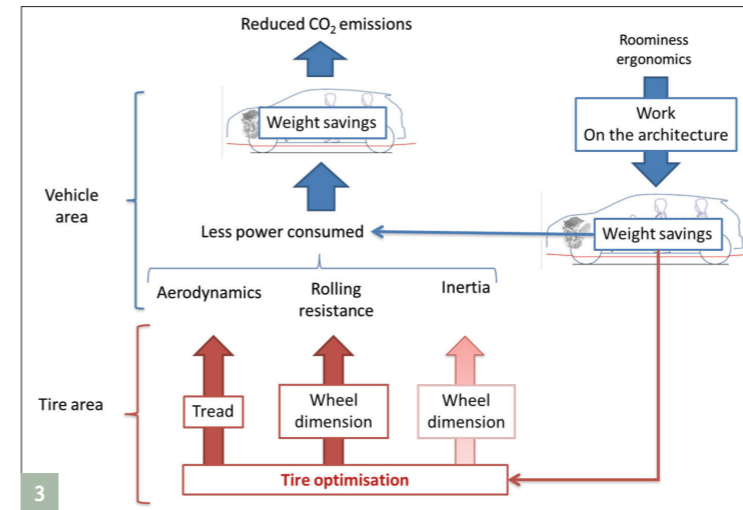 Reduced CO₂ emissions
Roominess
ergonomics
Weight savings
Work
On the architecture
Vehicle
area
Less power consumed
Weight savings
Aerodynamics
Rolling
resistance
Inertia
Tire area
Tread
Wheel
dimension
Wheel
dimension
Tire optimisation
3